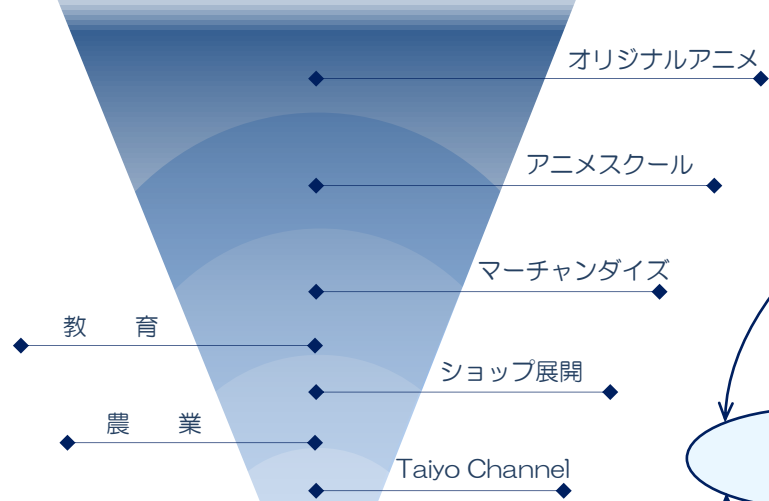 オリジナルアニメ
アニメスクール
マーチャンダイズ
教　　育
ショップ展開
農　　業
Taiyo Channel